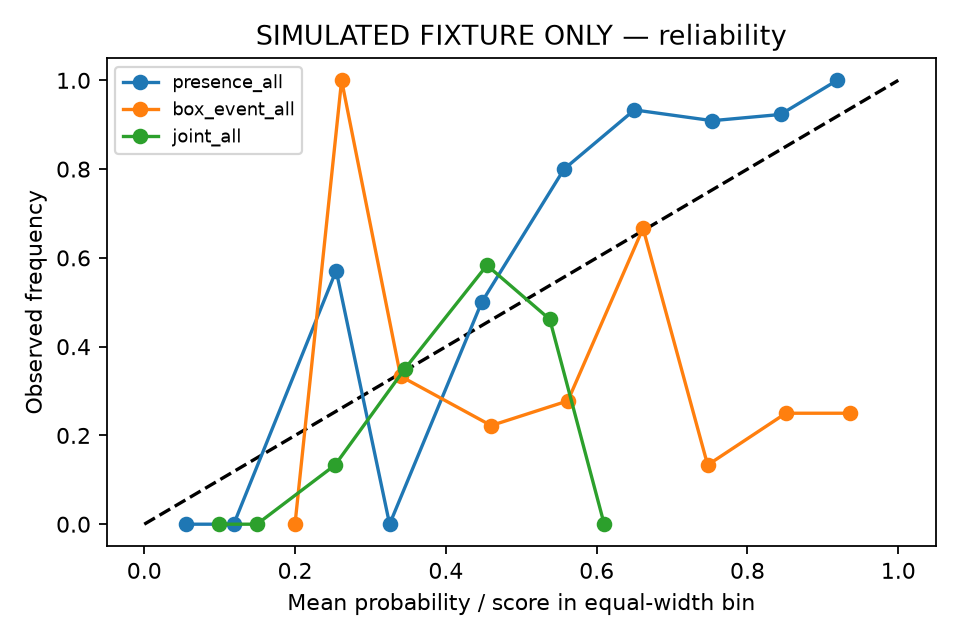 SIMULATED FIXTURE ONLY — reliability
presence_all
box_event_all
joint_all
Observed frequency
1.0
0.8
0.6
0.4
0.2
0.0
0.0 0.2 0.4 0.6 0.8 1.0
Mean probability / score in equal-width bin